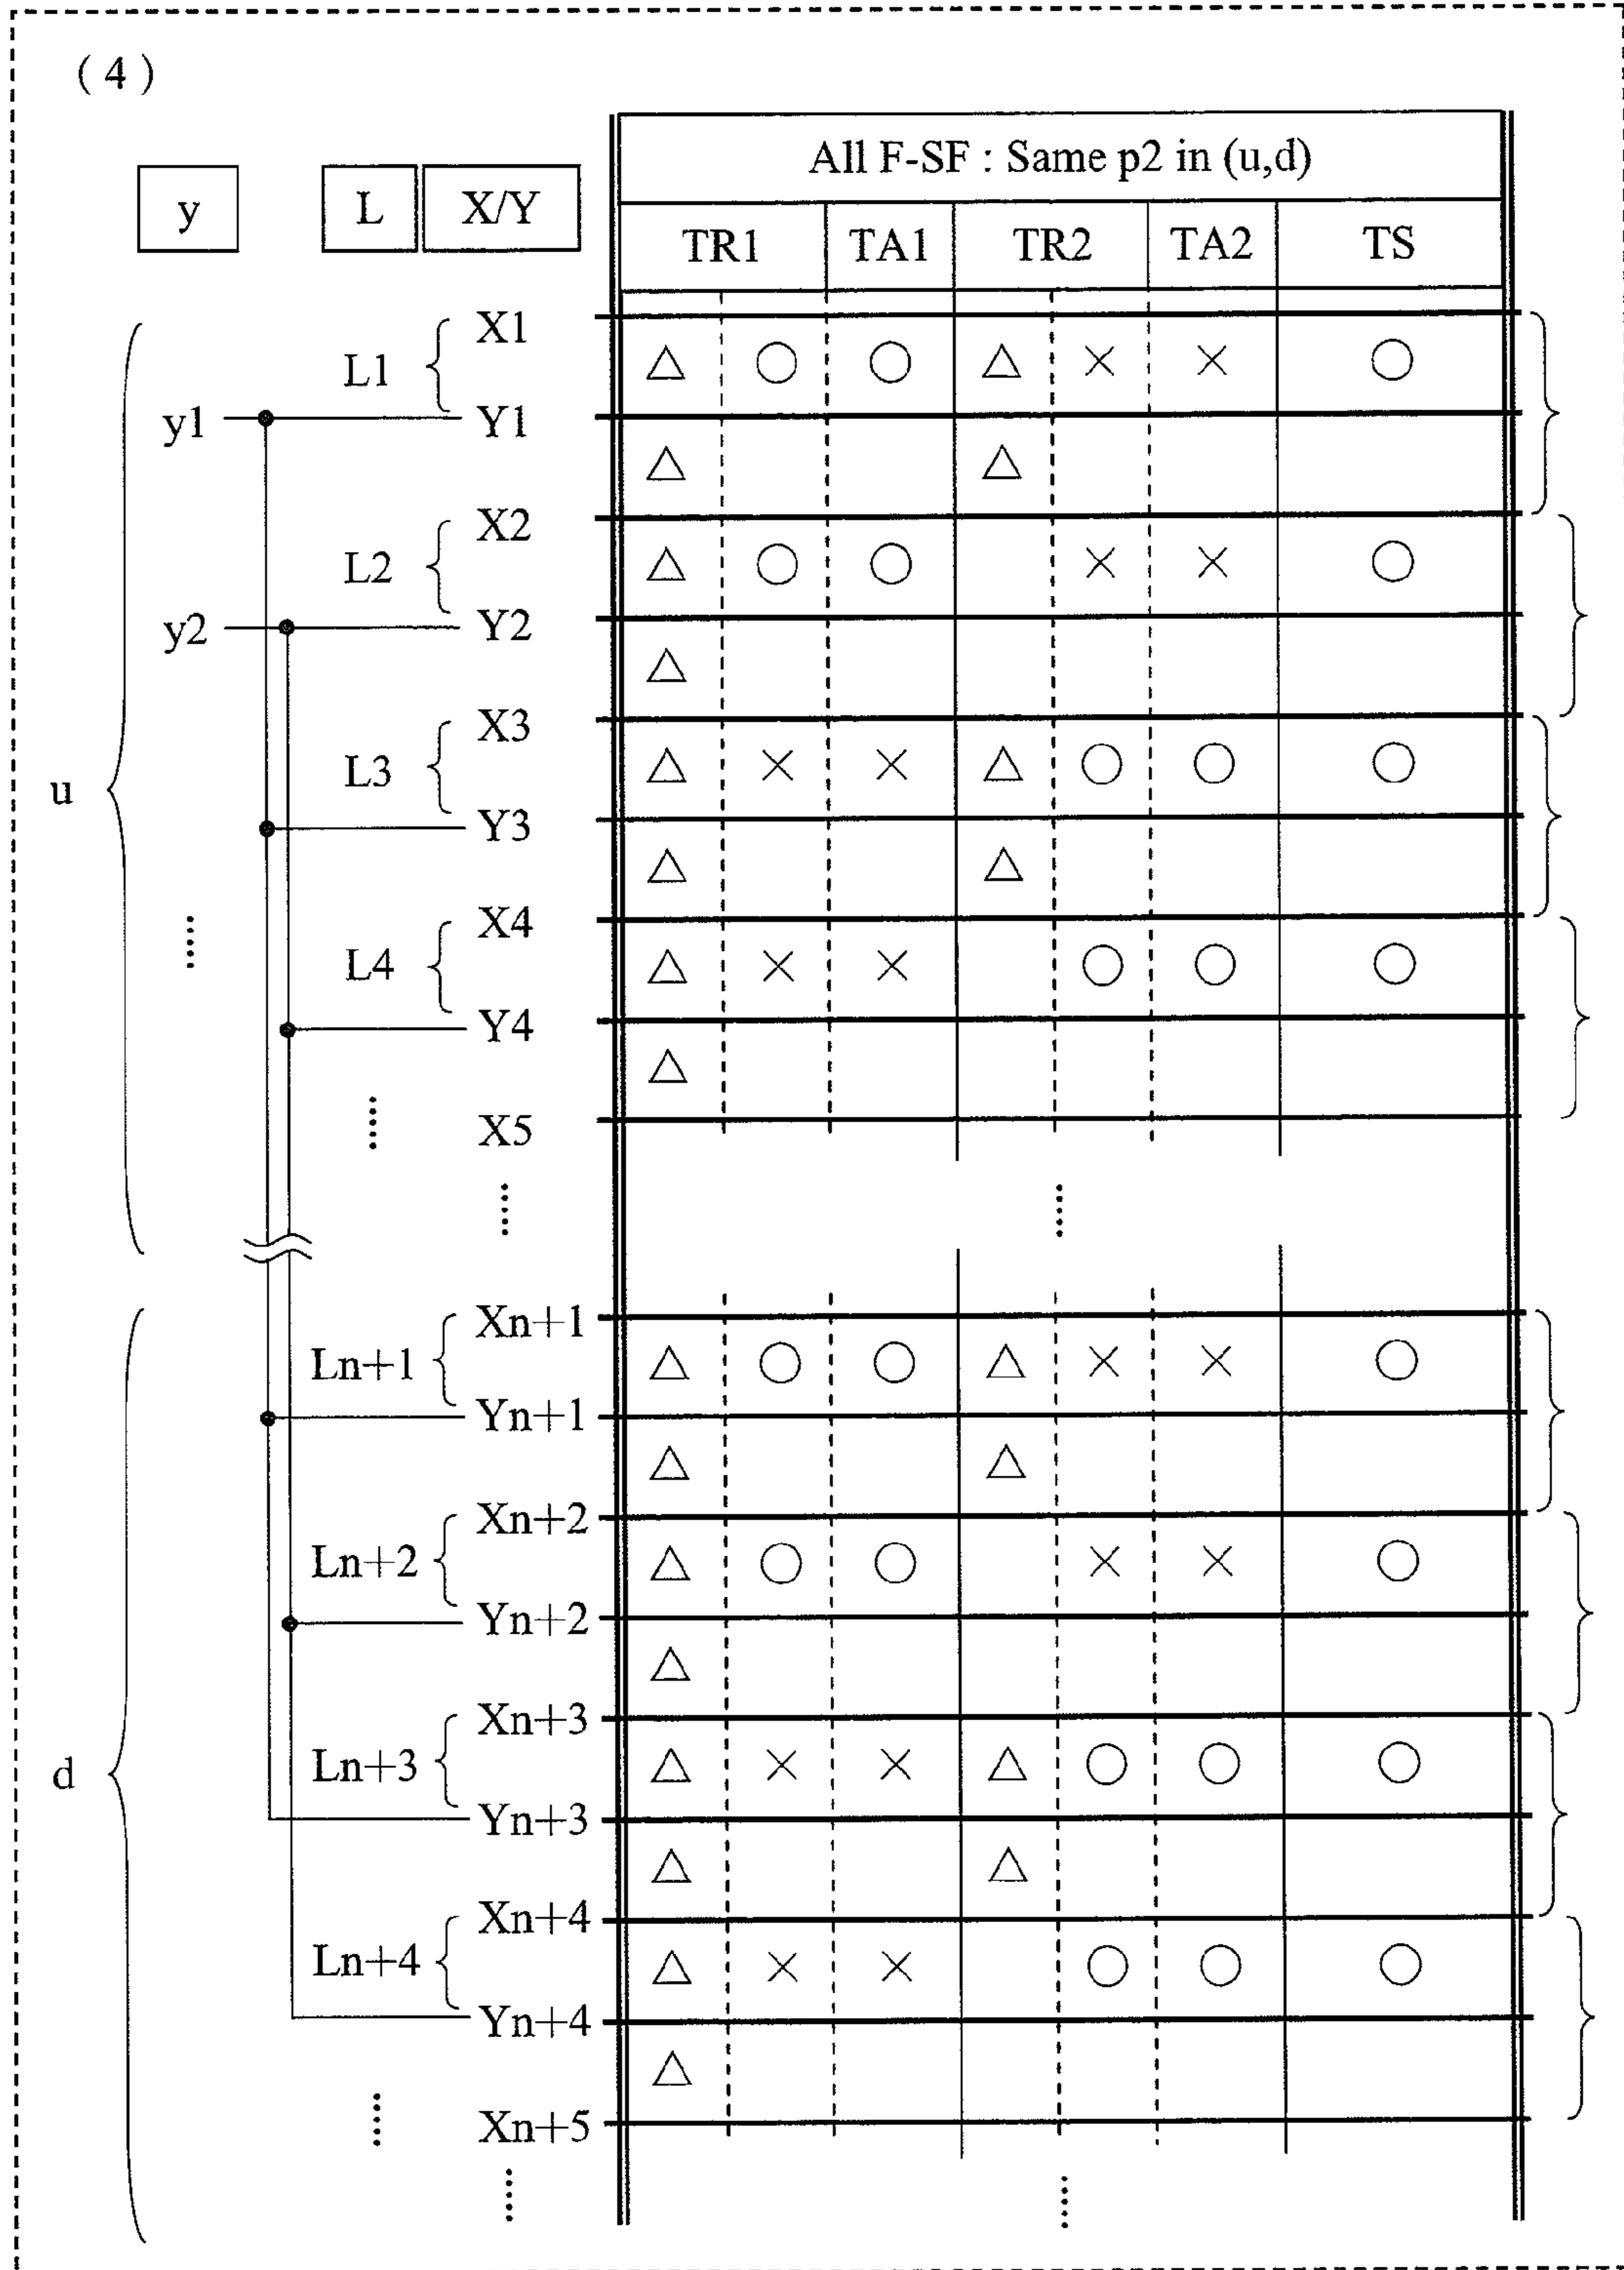 ( 4 )
All F-SF : Same p2 in (u,d)
y L X/Y
TR1 TA1 TR2 TA2 TS
X1
L1
y1 Y1
X2
L2
y2 Y2
X3
L3
u
Y3
X4
L4
Y4
X5
Xn+1
Ln+1
Yn+1
Xn+2
Ln+2
Yn+2
Xn+3
Ln+3
d
Yn+3
Xn+4
Ln+4
Yn+4
Xn+5